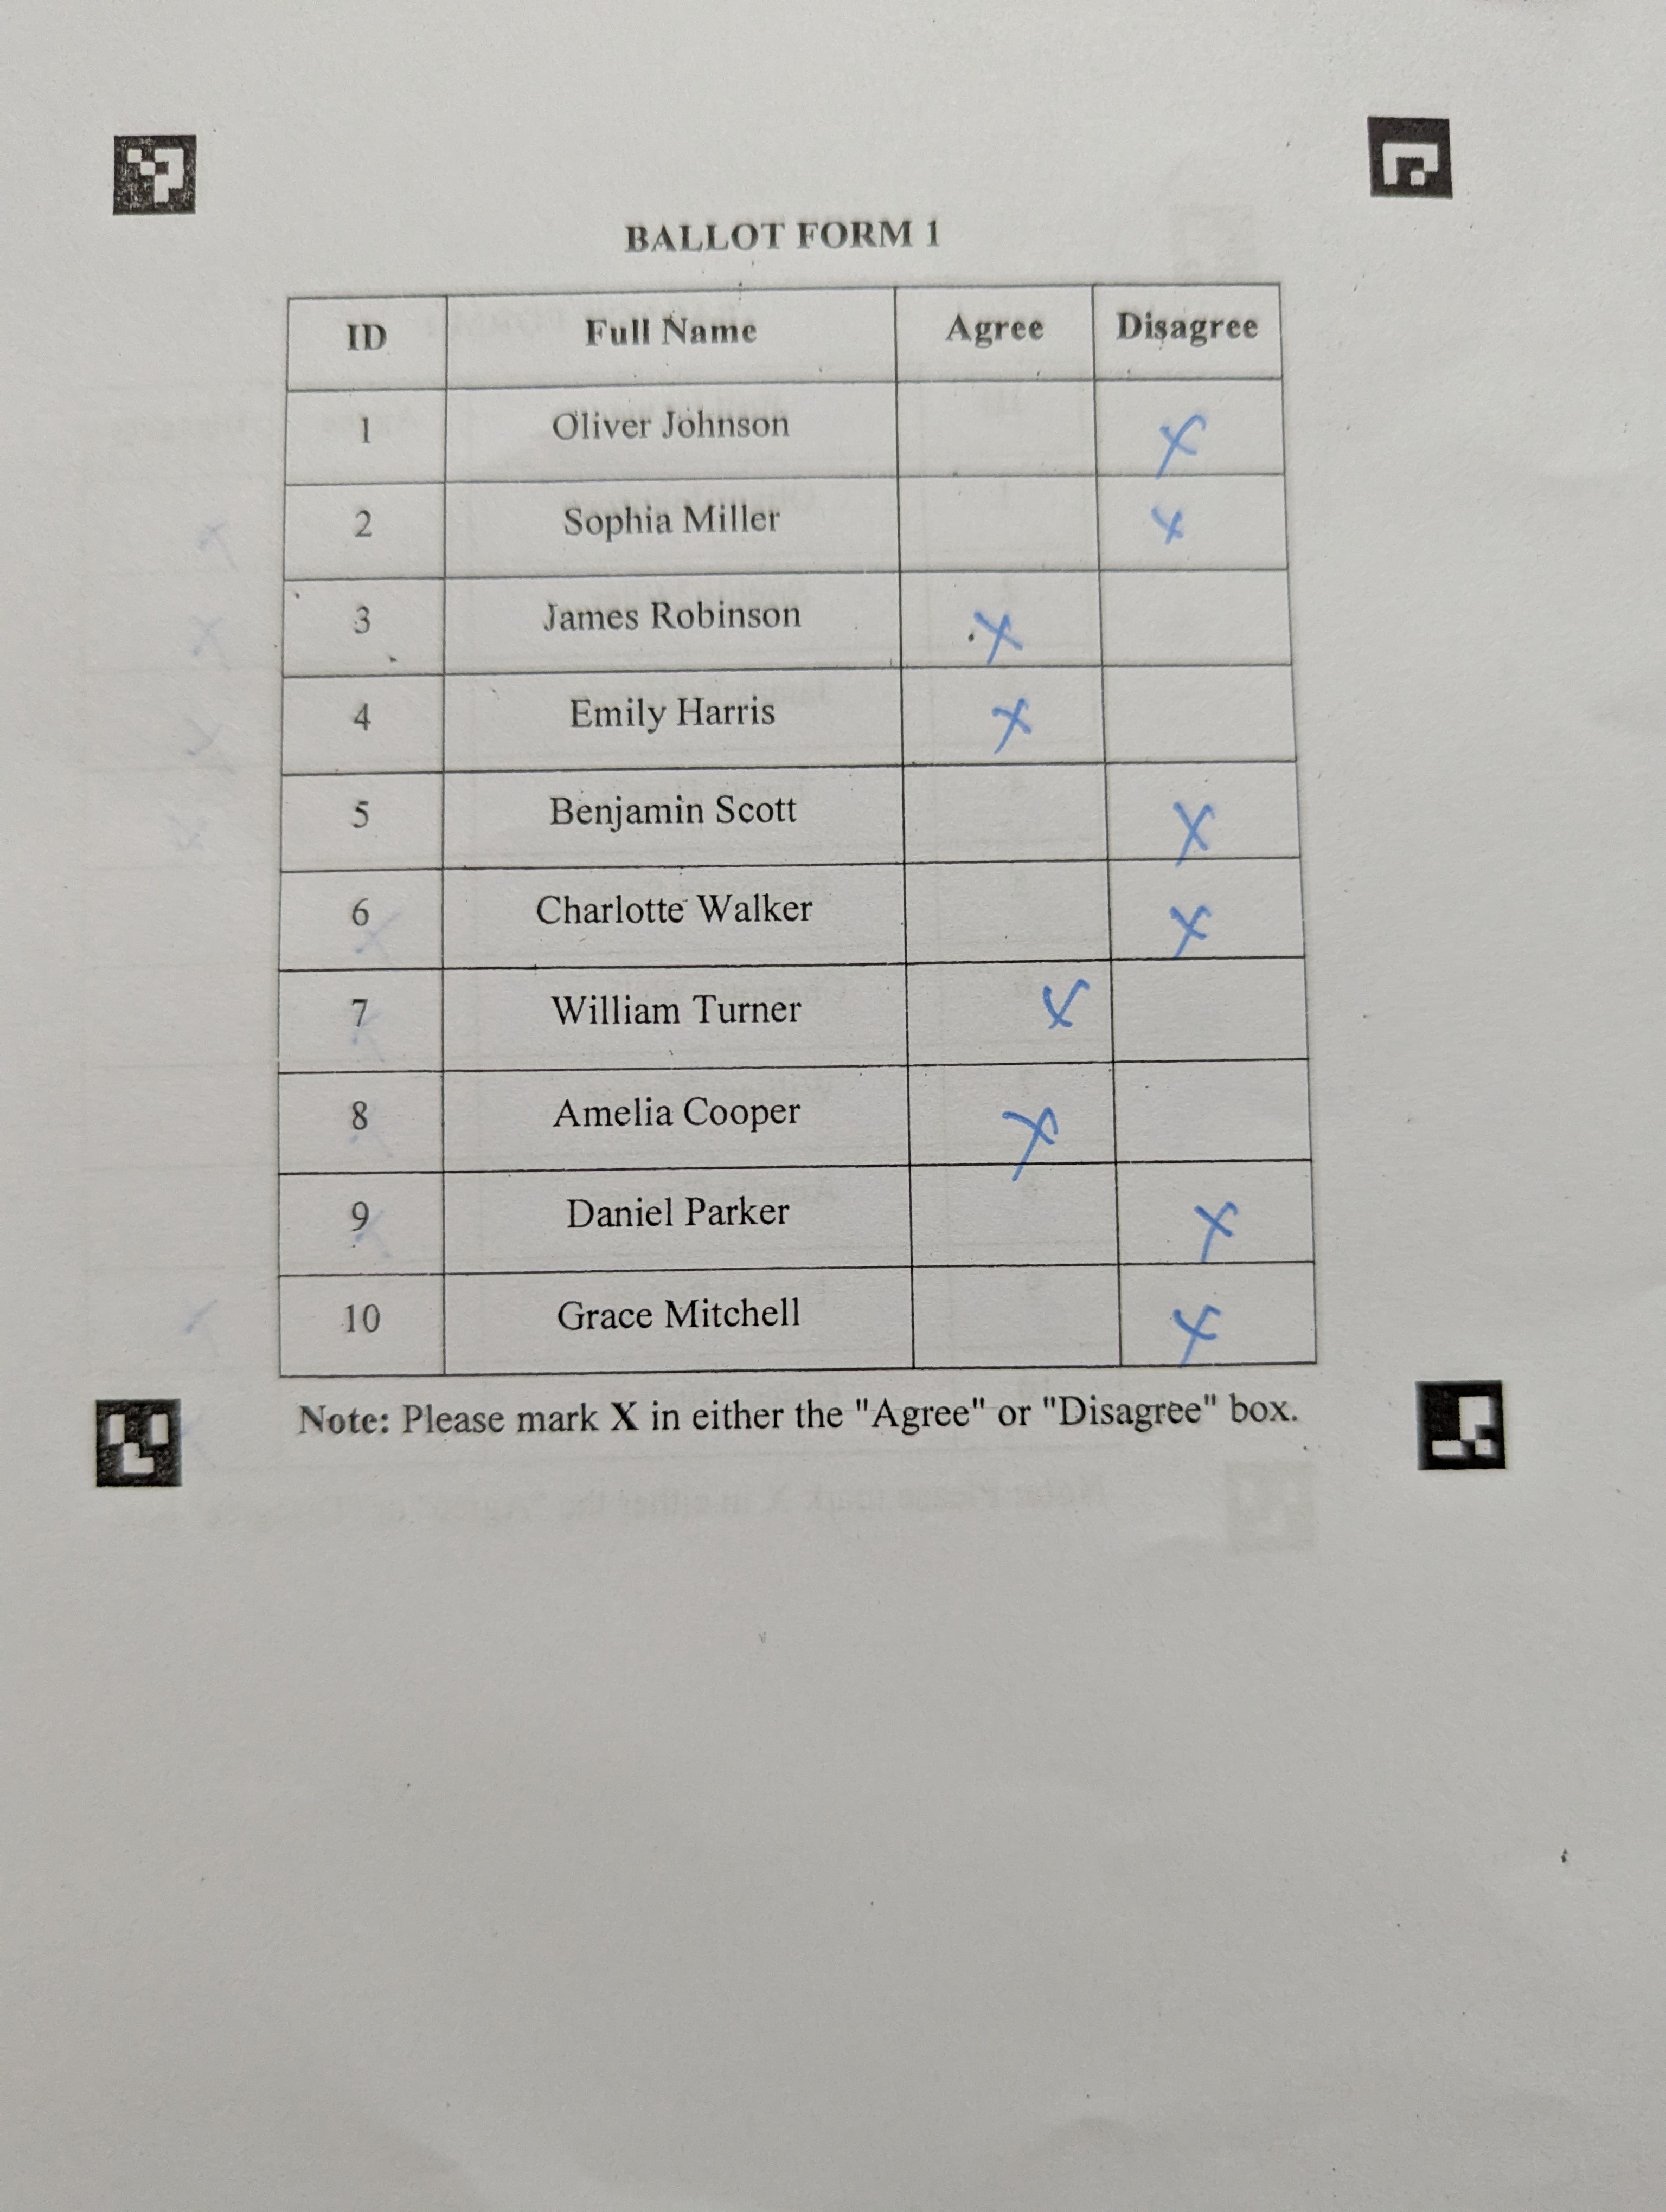 BALLOT FORM 1
ID Full Name Agree Disagree
1 Oliver Johnson X
2 Sophia Miller X
3 James Robinson X
4 Emily Harris X
5 Benjamin Scott X
6 Charlotte Walker X
7 William Turner X
8 Amelia Cooper X
9 Daniel Parker X
10 Grace Mitchell X
Note: Please mark X in either the "Agree" or "Disagree" box.